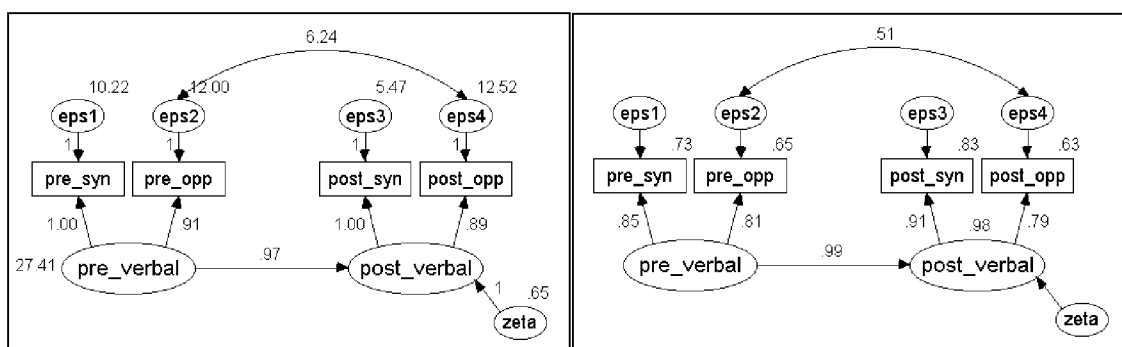 6.24
10.22 12.00 5.47 12.52
eps1 eps2 eps3 eps4
1 1 1 1
pre_syn pre_opp post_syn post_opp
1.00 .91 1.00 .89
27.41 pre_verbal .97 post_verbal
1 .65
zeta
.51
eps1 eps2 eps3 eps4
.73 .65 .83 .63
pre_syn pre_opp post_syn post_opp
.85 .81 .91 .98 .79
pre_verbal .99 post_verbal
zeta